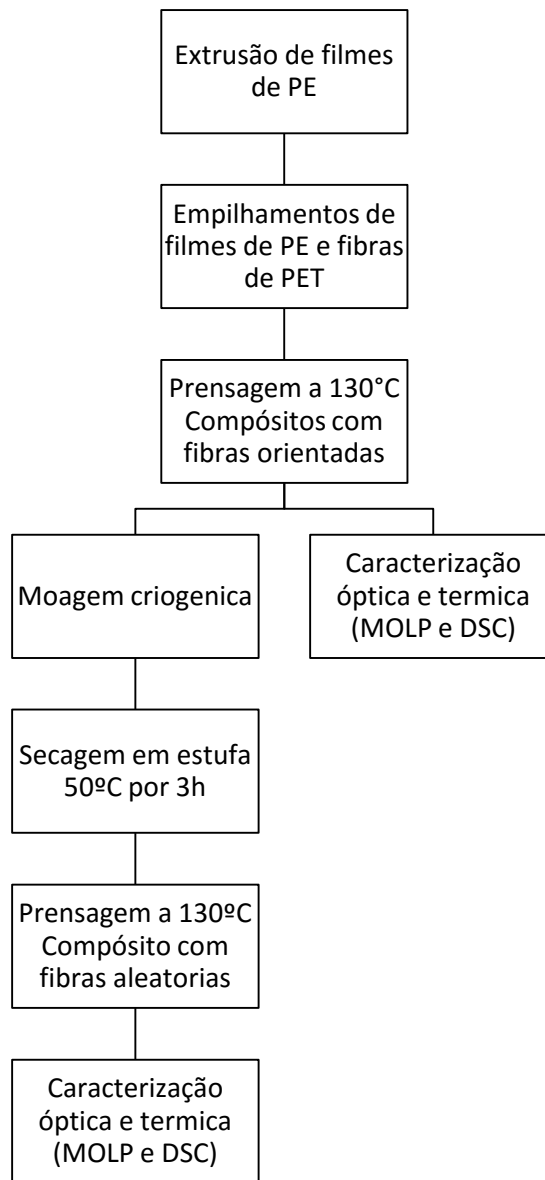 Extrusão de filmes
de PE
Empilhamentos de
filmes de PE e fibras
de PET
Prensagem a 130°C
Compósitos com
fibras orientadas
Moagem criogenica
Caracterização
óptica e termica
(MOLP e DSC)
Secagem em estufa
50ºC por 3h
Prensagem a 130ºC
Compósito com
fibras aleatorias
Caracterização
óptica e termica
(MOLP e DSC)